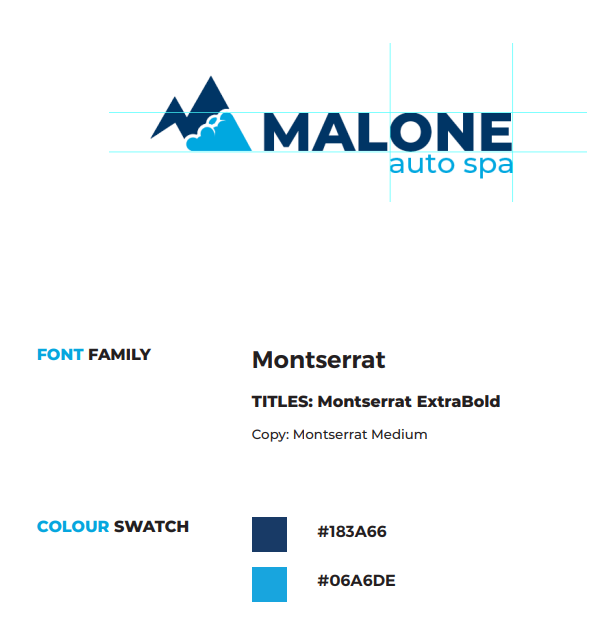 MALONE
auto spa
FONT FAMILY
Montserrat
TITLES: Montserrat ExtraBold
Copy: Montserrat Medium
COLOUR SWATCH
#183A66
#06A6DE